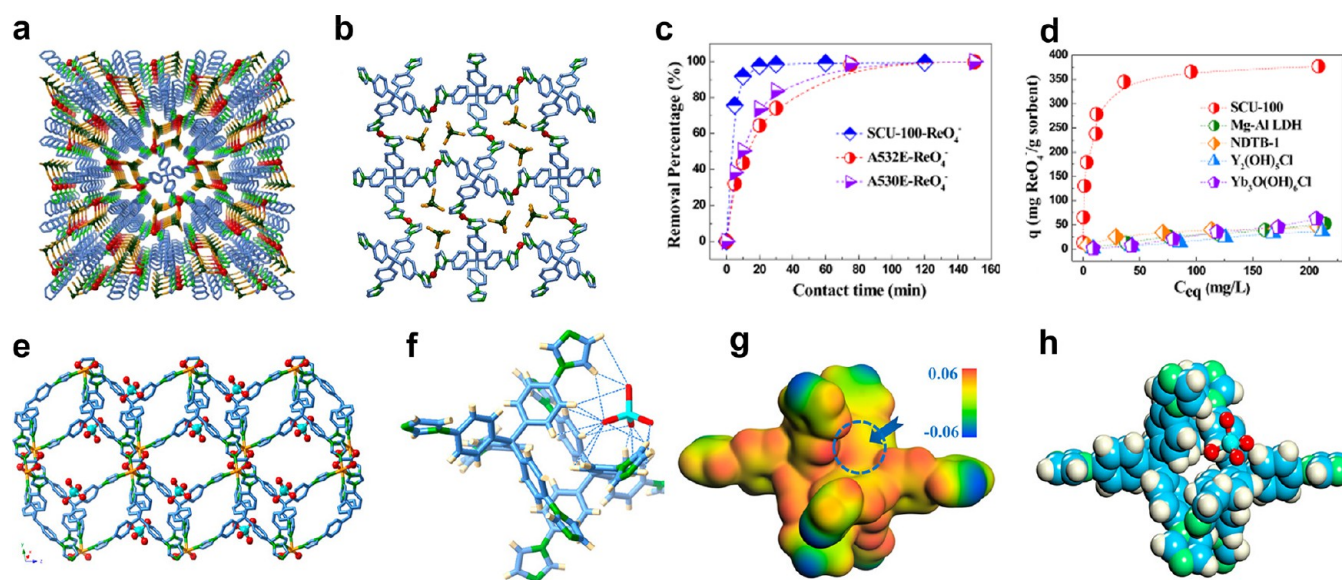 a
b
c
Removal Percentage (%)
100
80
60
40
20
0
SCU-100-ReO₄⁻
A532E-ReO₄⁻
A530E-ReO₄⁻
0 20 40 60 80 100 120 140 160
Contact time (min)
d
q (mg ReO₄⁻/g sorbent)
400
350
300
250
200
150
100
50
0
SCU-100
Mg-Al LDH
NDTB-1
Y₂(OH)₅Cl
Yb₃O(OH)₆Cl
0 50 100 150 200
Ceq (mg/L)
e
f
g
0.06
-0.06
h